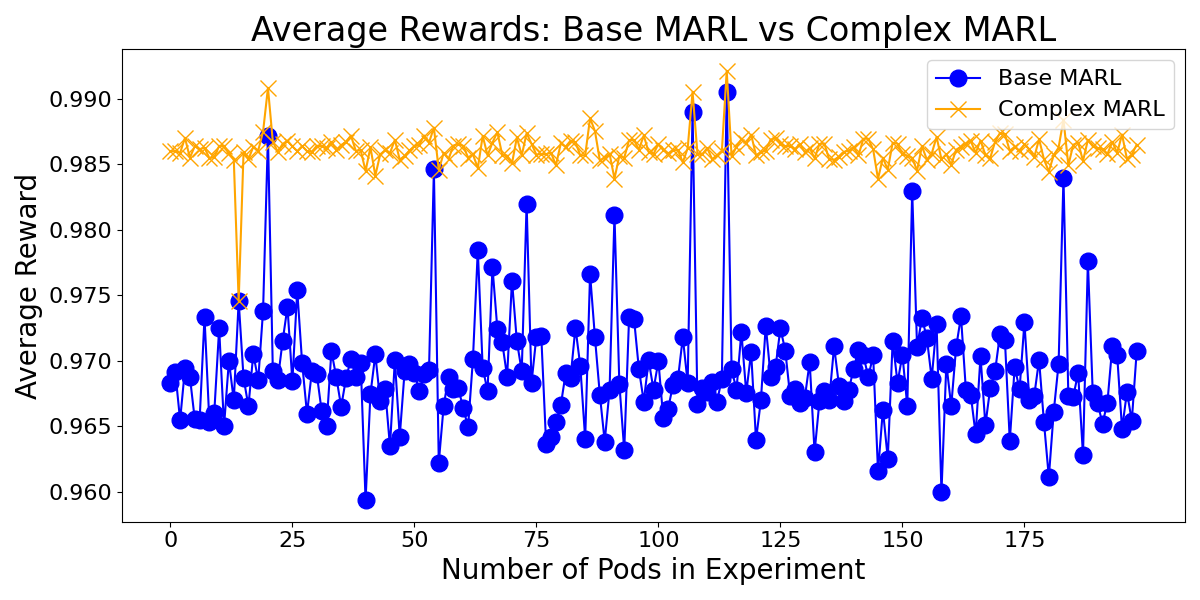 Average Rewards: Base MARL vs Complex MARL
Base MARL
Complex MARL
Average Reward
0.990
0.985
0.980
0.975
0.970
0.965
0.960
0 25 50 75 100 125 150 175
Number of Pods in Experiment